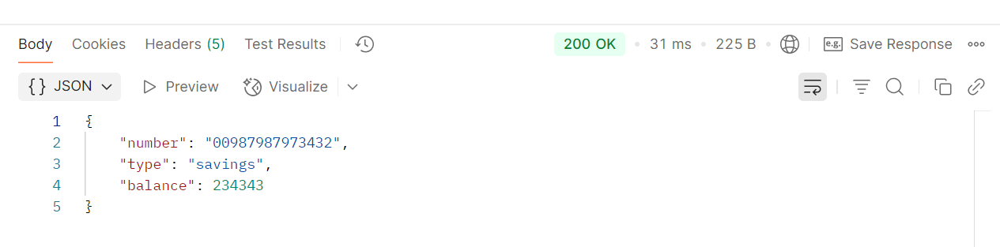 Body Cookies Headers (5) Test Results 200 OK • 31 ms • 225 B • e.g. Save Response
{} JSON Preview Visualize
1 {
2 "number": "00987987973432",
3 "type": "savings",
4 "balance": 234343
5 }